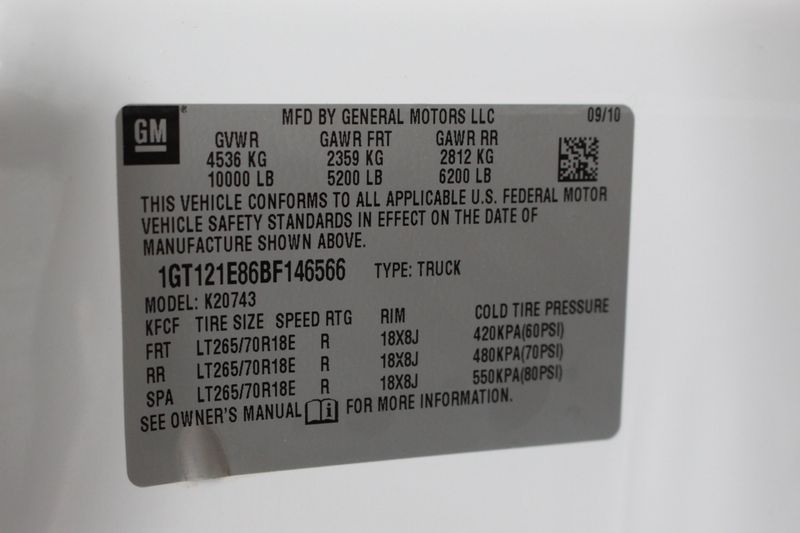 GM
MFD BY GENERAL MOTORS LLC 09/10
GVWR GAWR FRT GAWR RR
4536 KG 2359 KG 2812 KG
10000 LB 5200 LB 6200 LB
THIS VEHICLE CONFORMS TO ALL APPLICABLE U.S. FEDERAL MOTOR
VEHICLE SAFETY STANDARDS IN EFFECT ON THE DATE OF
MANUFACTURE SHOWN ABOVE.
1GT121E86BF146566 TYPE: TRUCK
MODEL: K20743
KFCF TIRE SIZE SPEED RTG RIM COLD TIRE PRESSURE
FRT LT265/70R18E R 18X8J 420KPA(60PSI)
RR LT265/70R18E R 18X8J 480KPA(70PSI)
SPA LT265/70R18E R 18X8J 550KPA(80PSI)
SEE OWNER'S MANUAL i FOR MORE INFORMATION.